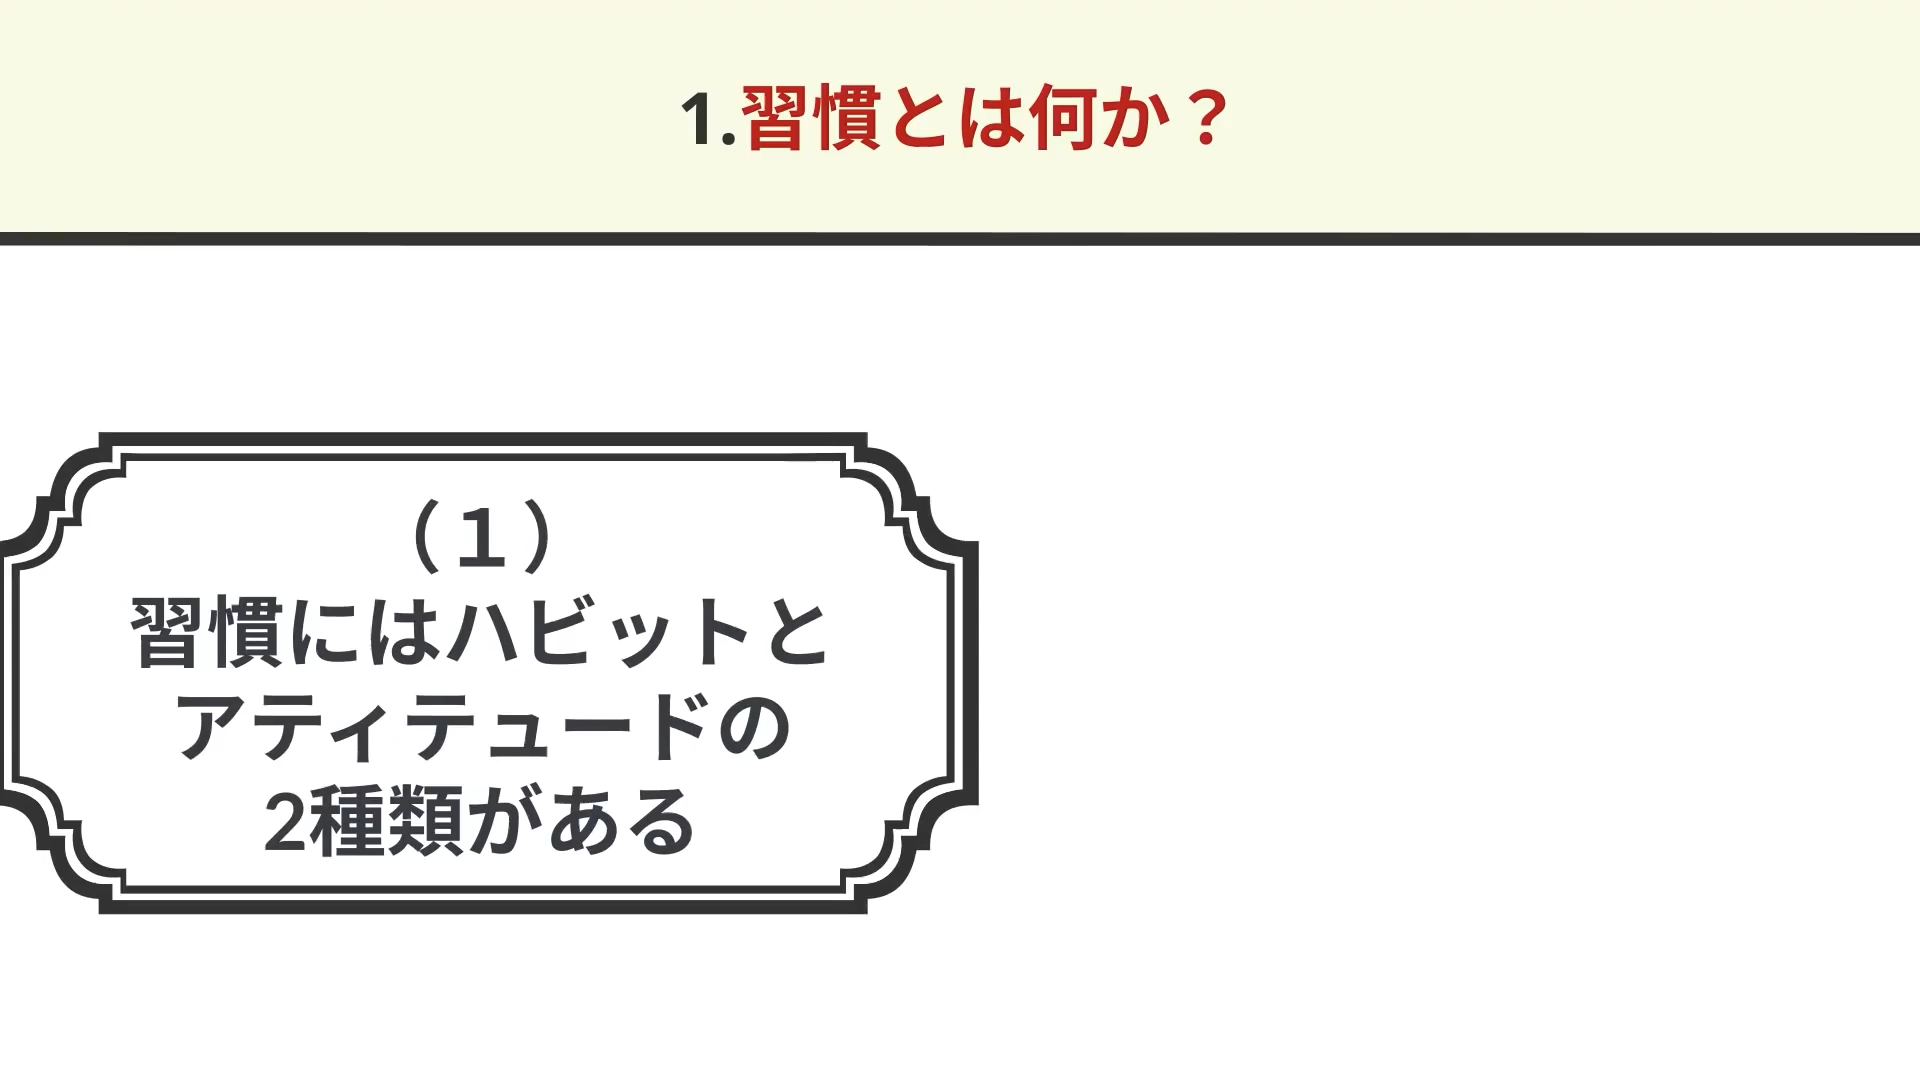 1.習慣とは何か？
（１）
習慣にはハビットと
アティテュードの
2種類がある